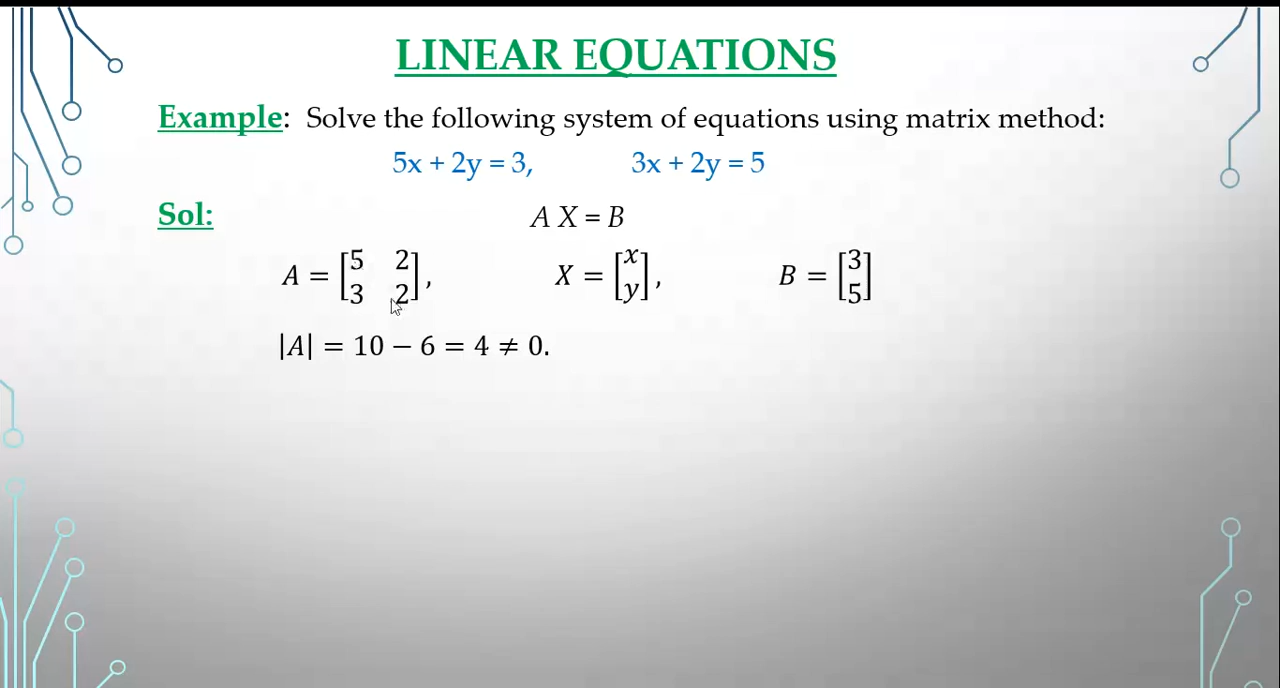 LINEAR EQUATIONS
Example: Solve the following system of equations using matrix method:
5x + 2y = 3, 3x + 2y = 5
Sol: A X = B
A = [5 2
3 2], X = [x
y], B = [3
5]
|A| = 10 − 6 = 4 ≠ 0.